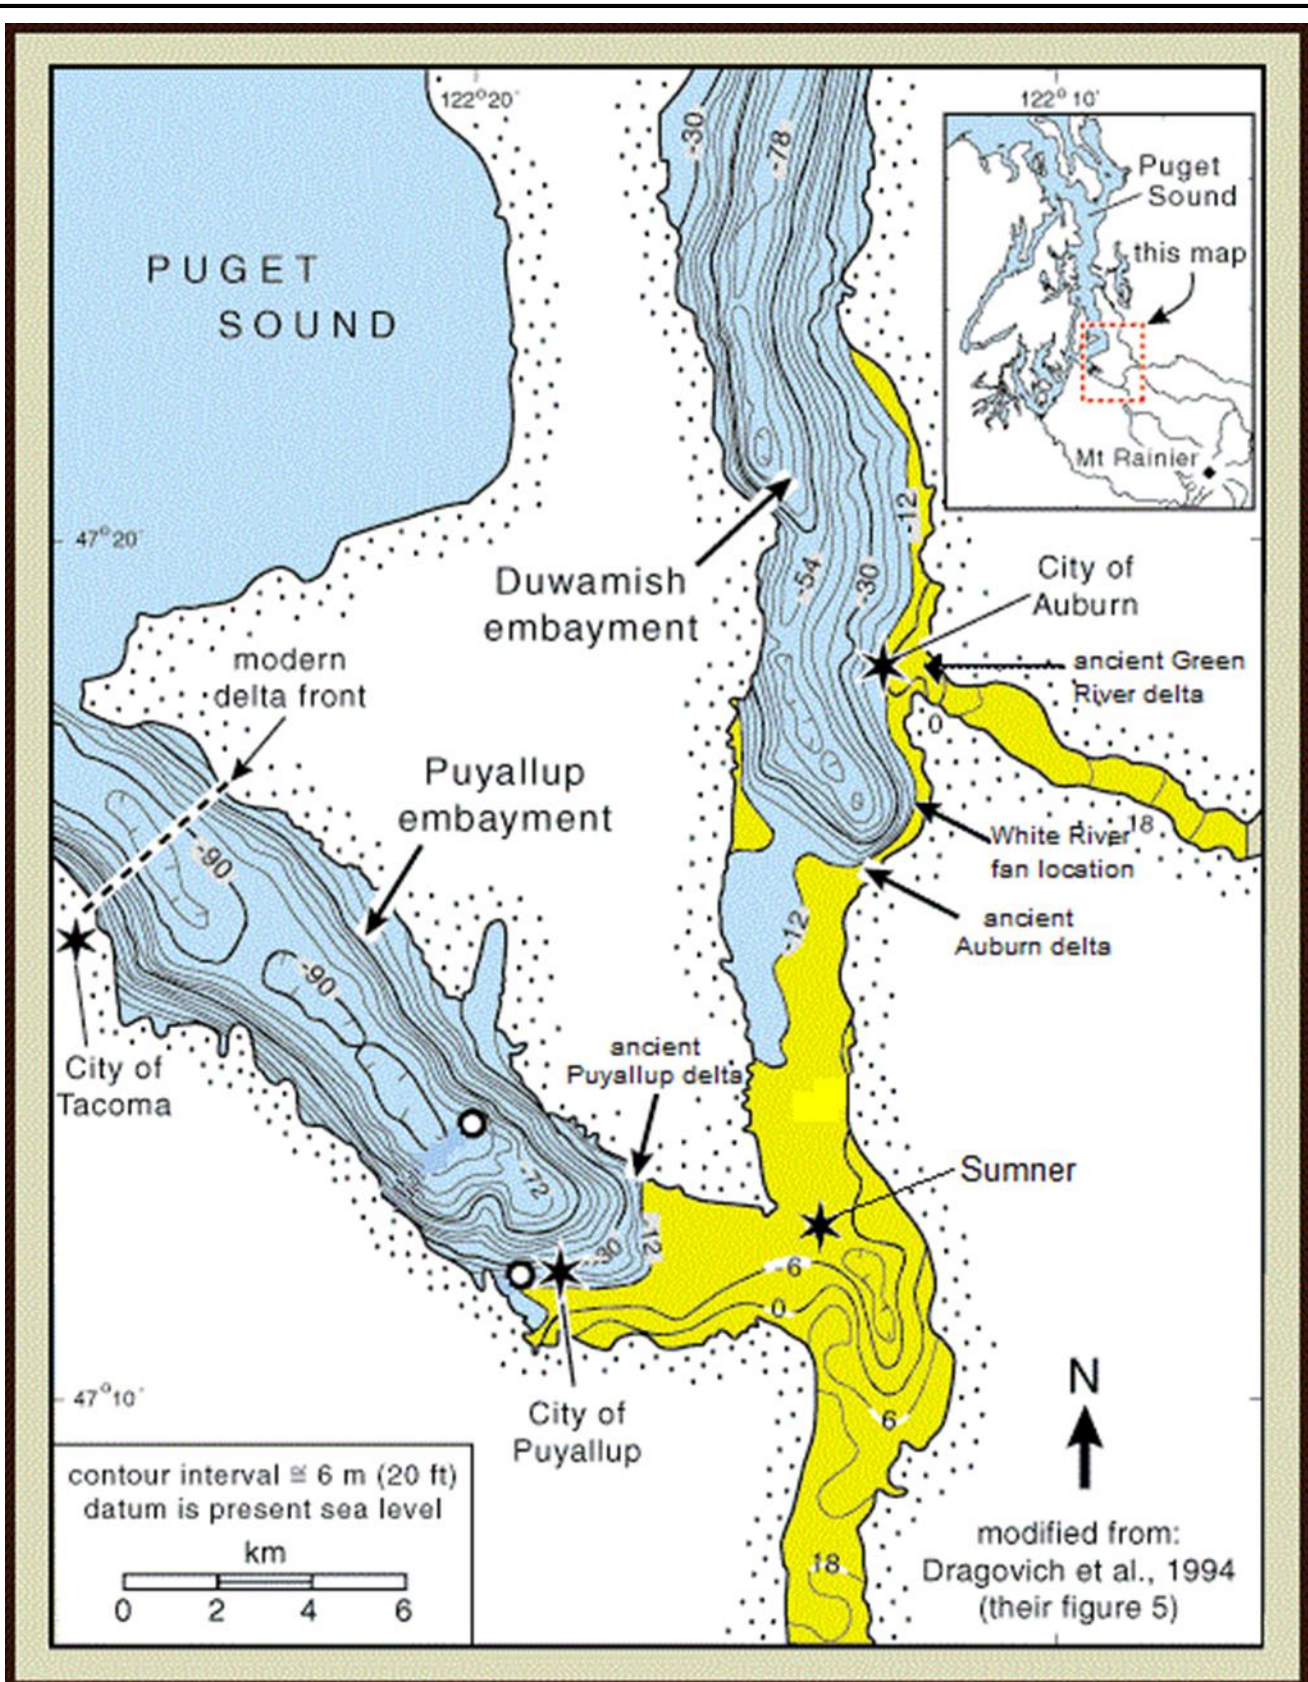 122°20'
122°10'
-30
-78
Puget
Sound
this map
Mt Rainier
PUGET
SOUND
47°20'
-12
-54
-30
Duwamish
embayment
City of
Auburn
ancient Green
River delta
0
modern
delta front
Puyallup
embayment
18
White River
fan location
ancient
Auburn delta
-90
-12
-90
City of
Tacoma
ancient
Puyallup delta
-72
Sumner
-12
-30
-6
0
47°10'
6
City of
Puyallup
N
contour interval ≅ 6 m (20 ft)
datum is present sea level
km
0 2 4 6
18
modified from:
Dragovich et al., 1994
(their figure 5)